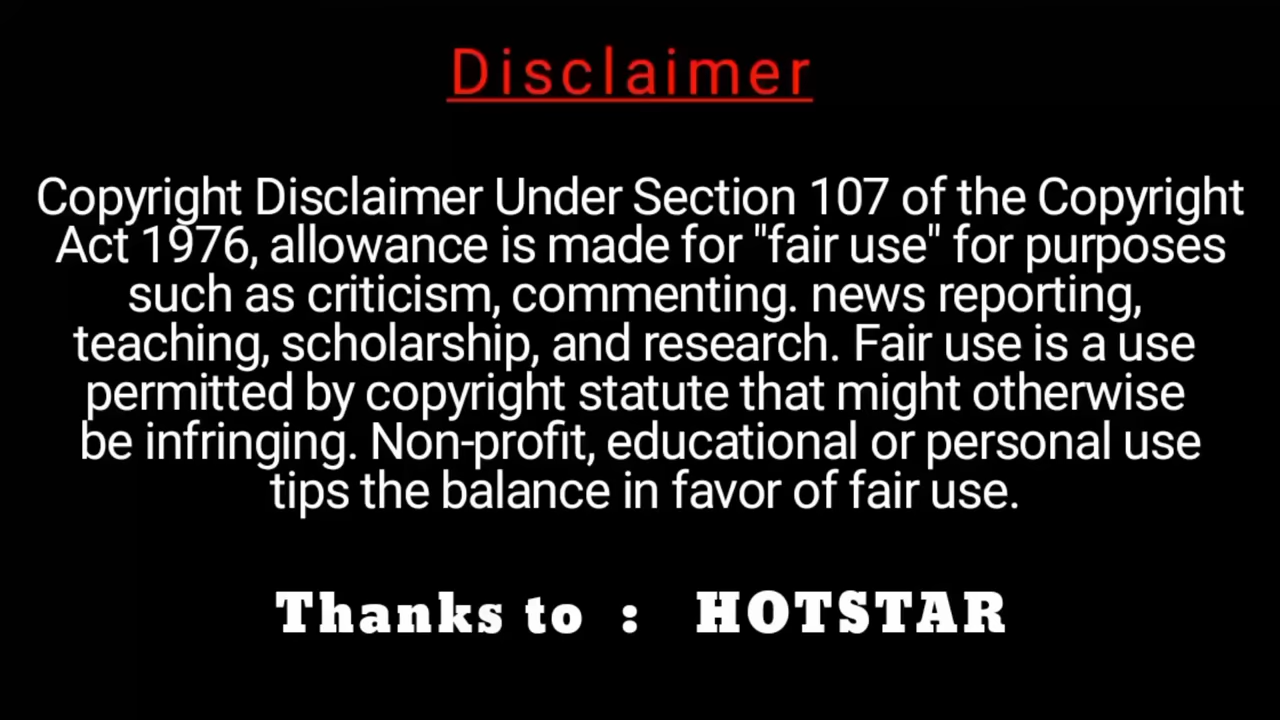 Disclaimer
Copyright Disclaimer Under Section 107 of the Copyright
Act 1976, allowance is made for "fair use" for purposes
such as criticism, commenting. news reporting,
teaching, scholarship, and research. Fair use is a use
permitted by copyright statute that might otherwise
be infringing. Non-profit, educational or personal use
tips the balance in favor of fair use.
Thanks to : HOTSTAR